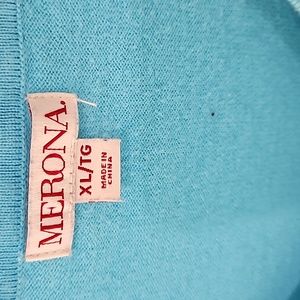 MERONA.
XL/TG
MADE IN
CHINA